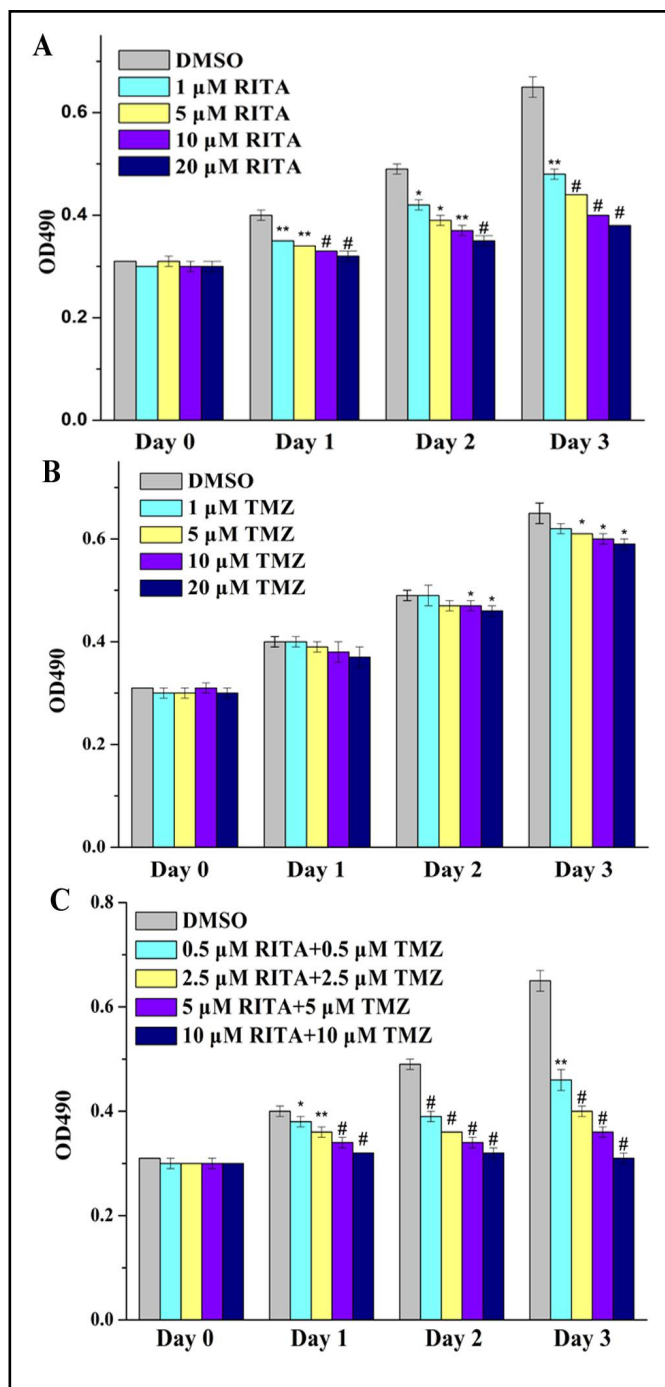 A
DMSO
1 µM RITA
5 µM RITA
10 µM RITA
20 µM RITA
OD490
0.6
0.4
0.2
0.0
** ** # #
* * ** #
** # # #
Day 0 Day 1 Day 2 Day 3
B
DMSO
1 µM TMZ
5 µM TMZ
10 µM TMZ
20 µM TMZ
OD490
0.6
0.4
0.2
0.0
* *
* * *
Day 0 Day 1 Day 2 Day 3
C
DMSO
0.5 µM RITA+0.5 µM TMZ
2.5 µM RITA+2.5 µM TMZ
5 µM RITA+5 µM TMZ
10 µM RITA+10 µM TMZ
OD490
0.8
0.6
0.4
0.2
0.0
* ** # #
# # # #
** # # #
Day 0 Day 1 Day 2 Day 3